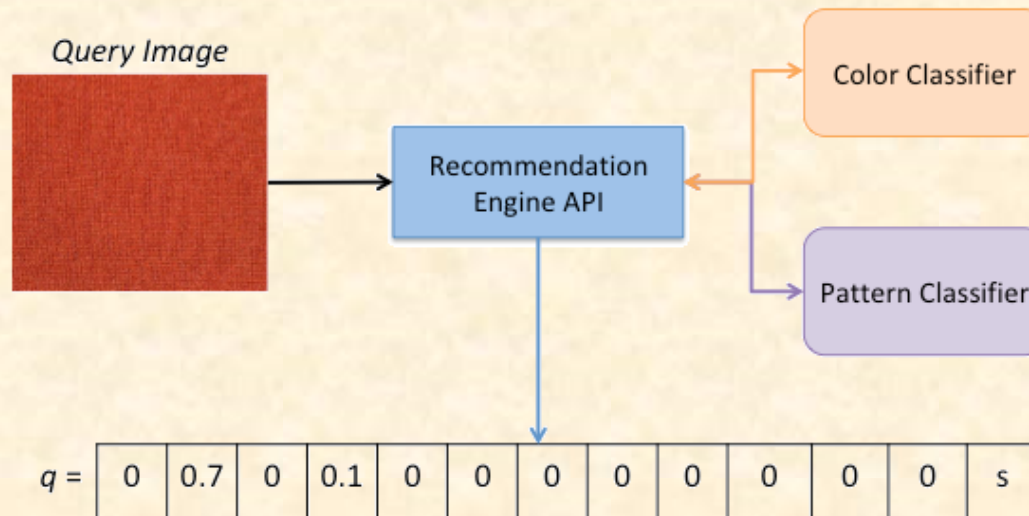 Query Image
Color Classifier
Recommendation
Engine API
Pattern Classifier
q = 0 0.7 0 0.1 0 0 0 0 0 0 0 0 s